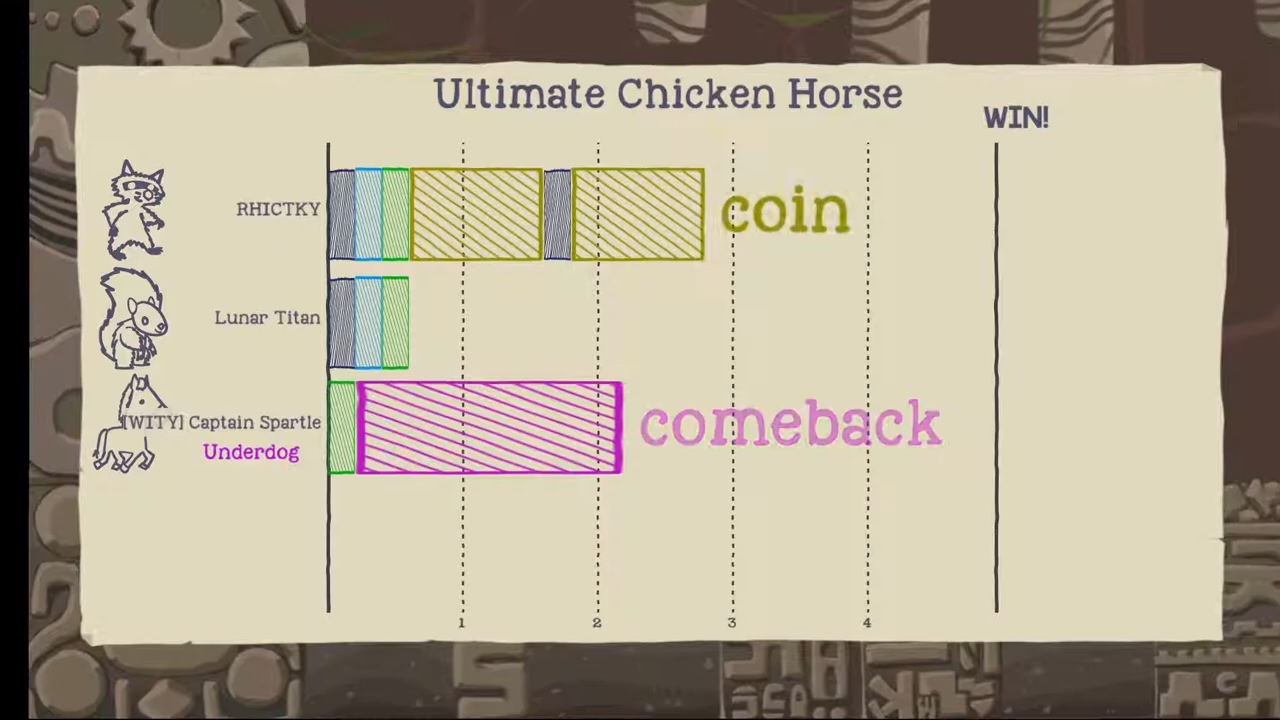 Ultimate Chicken Horse
WIN!
RHICTKY
coin
Lunar Titan
[WITY] Captain Spartle
Underdog
comeback
1 2 3 4